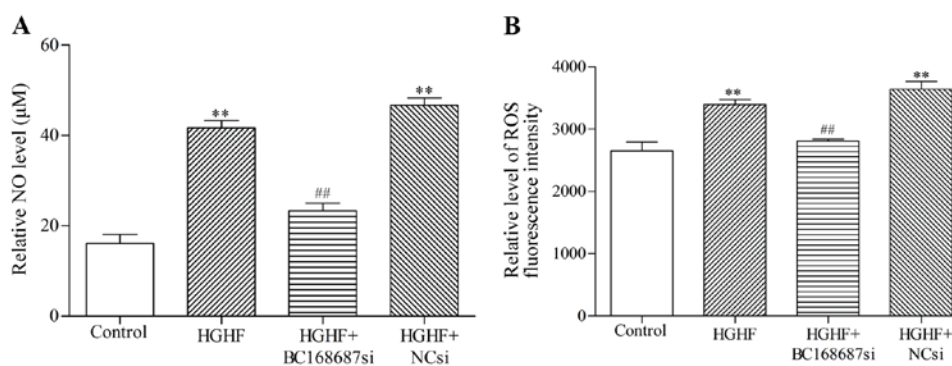 A
Relative NO level (μM)
60
40
20
0
**
##
**
Control
HGHF
HGHF+
BC168687si
HGHF+
NCsi
B
Relative level of ROS
fluorescence intensity
4000
3000
2000
1000
0
**
##
**
Control
HGHF
HGHF+
BC168687si
HGHF+
NCsi